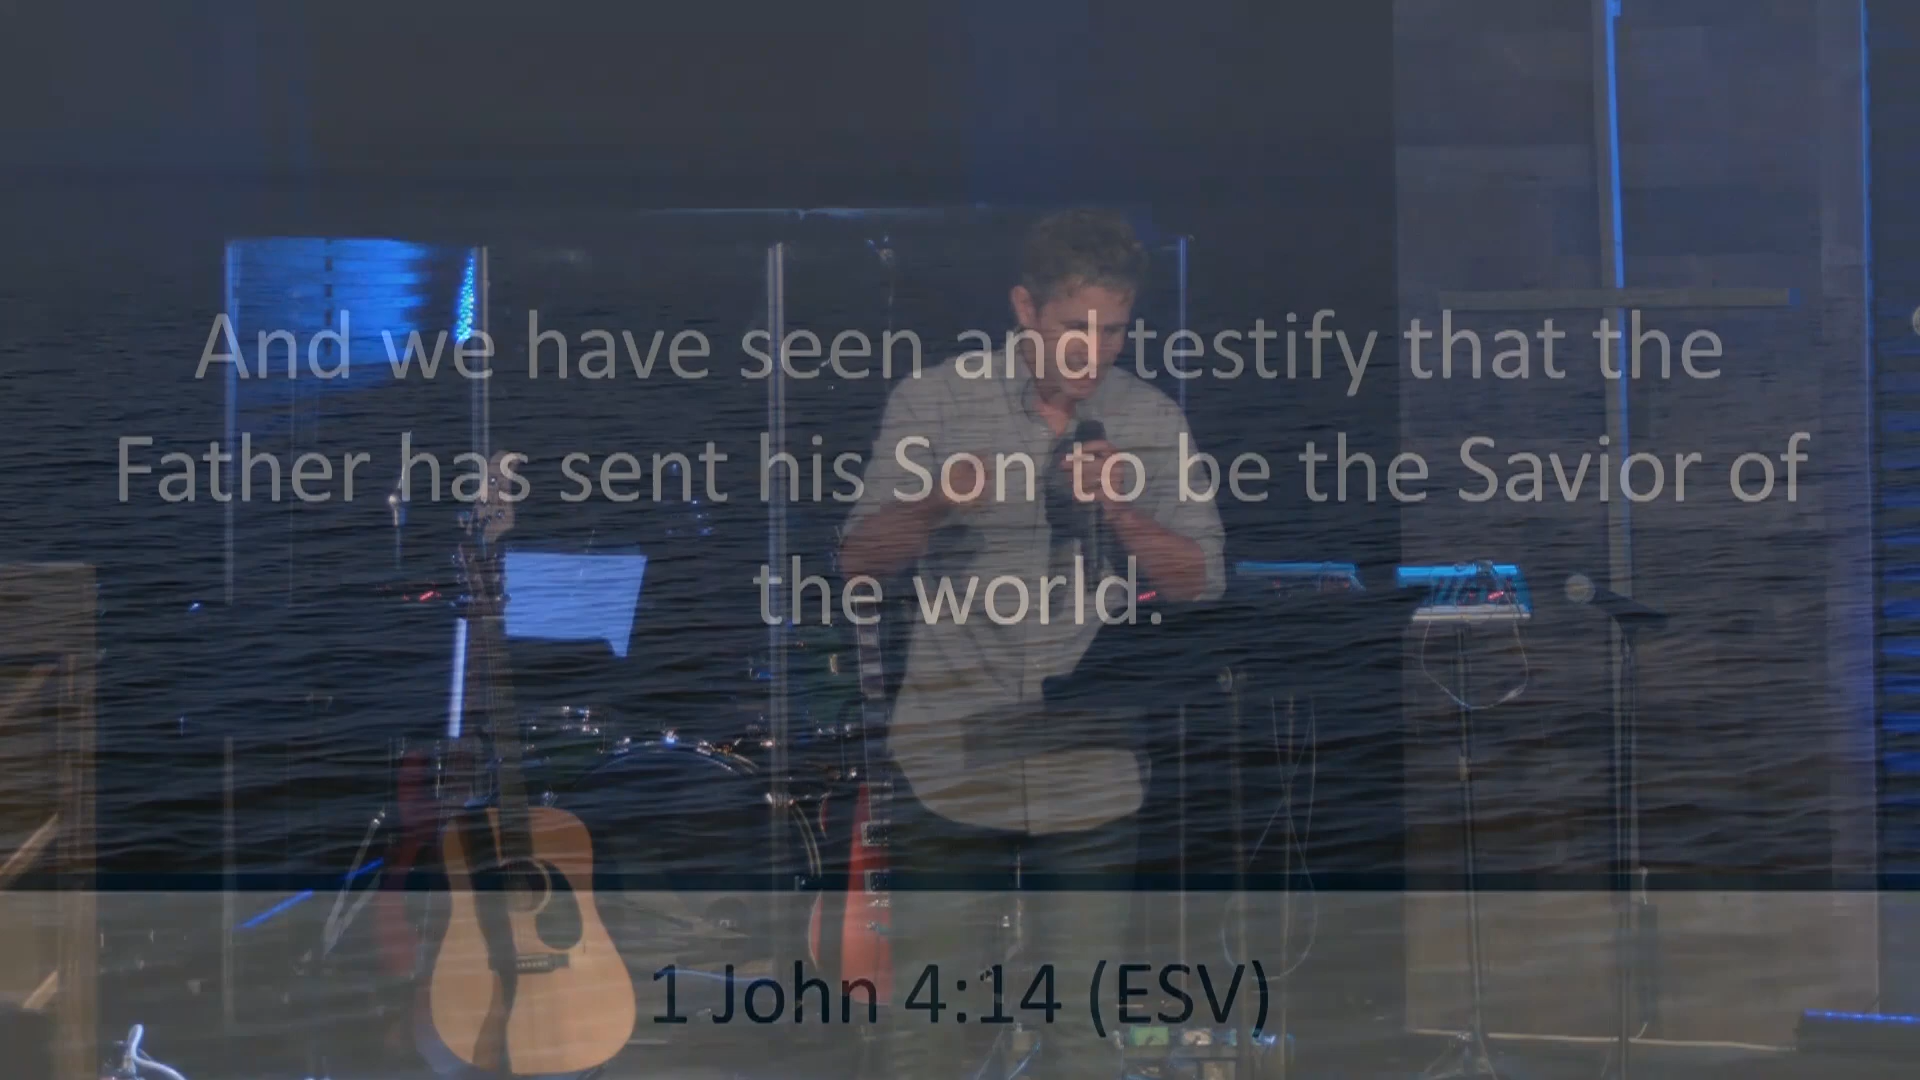 And we have seen and testify that the
Father has sent his Son to be the Savior of
the world.
1 John 4:14 (ESV)